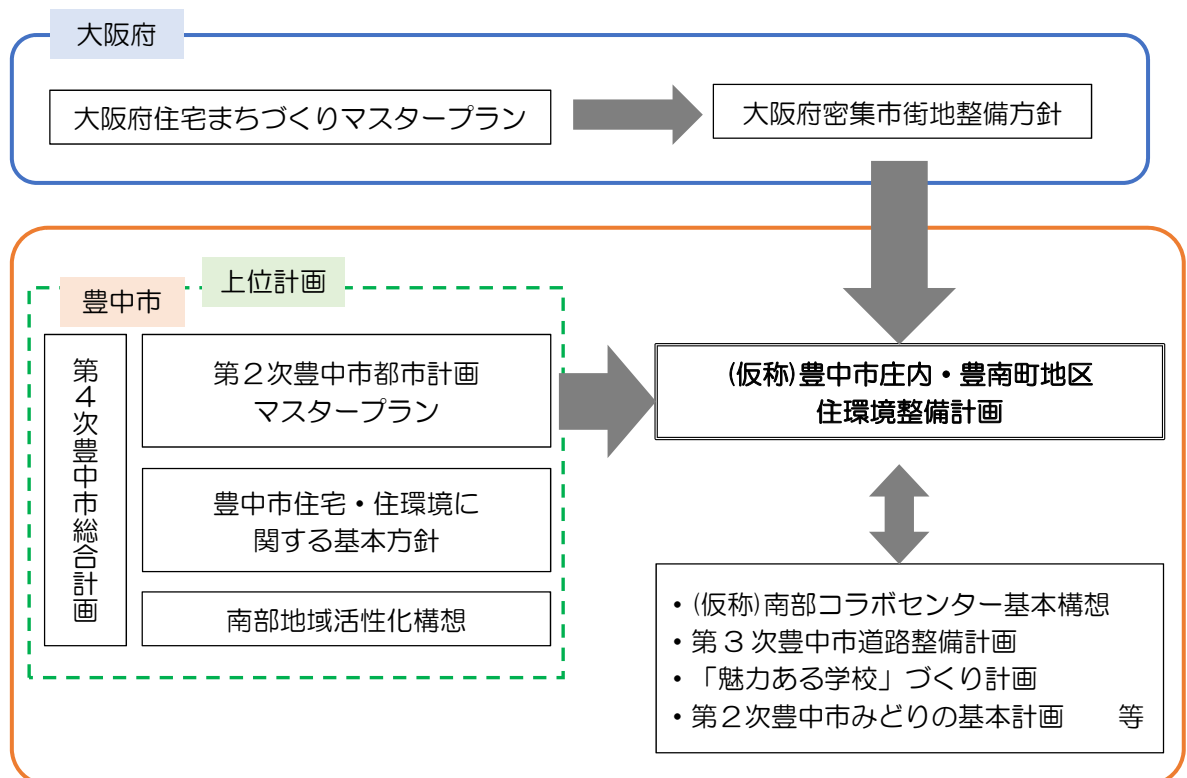 大阪府
大阪府住宅まちづくりマスタープラン
大阪府密集市街地整備方針
豊中市
上位計画
第4次豊中市総合計画
第２次豊中市都市計画
マスタープラン
豊中市住宅・住環境に
関する基本方針
南部地域活性化構想
(仮称)豊中市庄内・豊南町地区
住環境整備計画
・(仮称)南部コラボセンター基本構想
・第３次豊中市道路整備計画
・「魅力ある学校」づくり計画
・第２次豊中市みどりの基本計画　　等